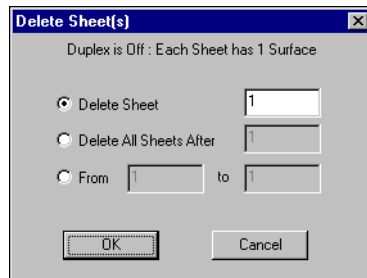 Delete Sheet(s)
Duplex is Off : Each Sheet has 1 Surface
Delete Sheet 1
Delete All Sheets After 1
From 1 to 1
OK Cancel